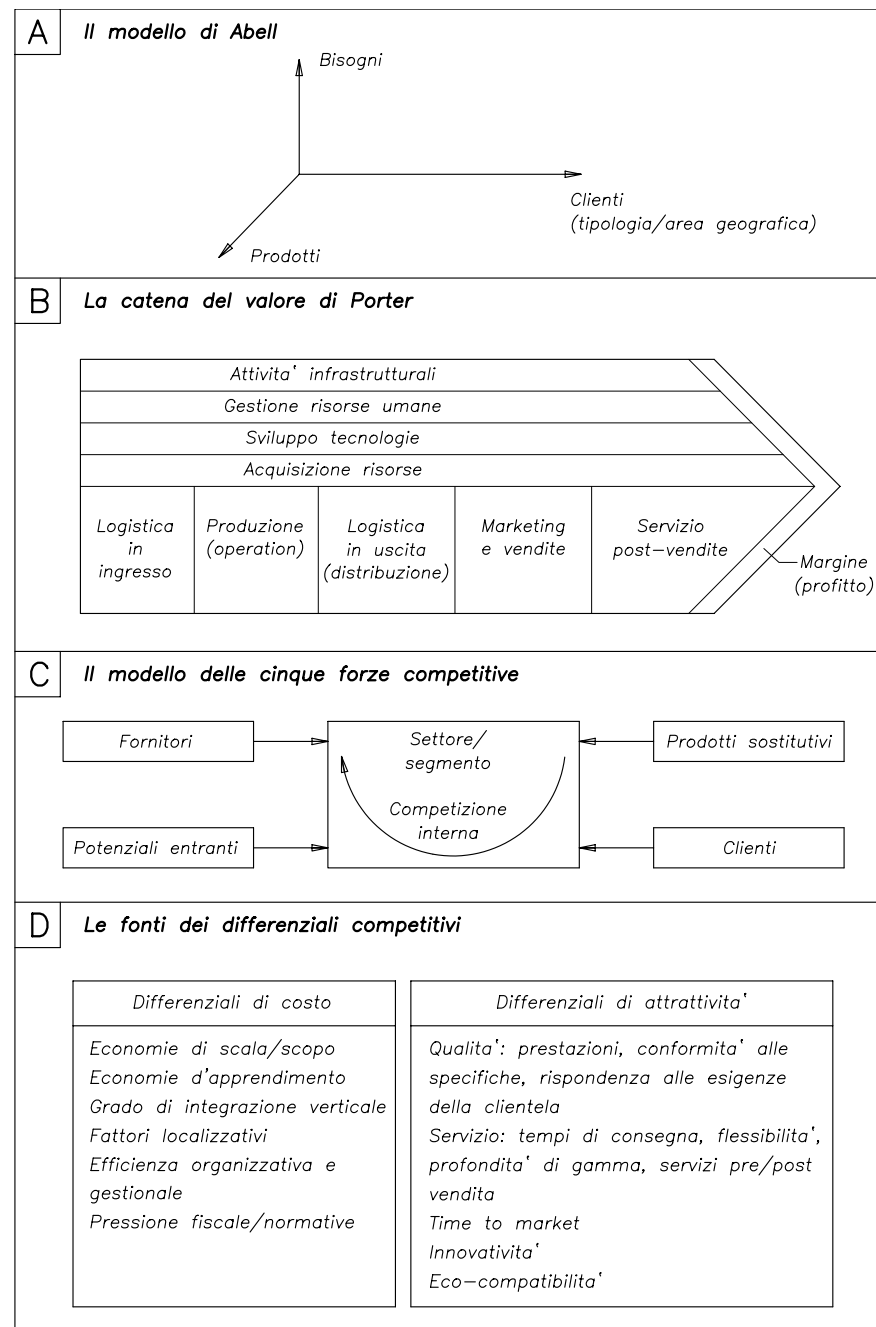 A Il modello di Abell
Bisogni
Clienti
(tipologia/area geografica)
Prodotti
B La catena del valore di Porter
Attivita‘ infrastrutturali
Gestione risorse umane
Sviluppo tecnologie
Acquisizione risorse
Logistica
in
ingresso
Produzione
(operation)
Logistica
in uscita
(distribuzione)
Marketing
e vendite
Servizio
post-vendite
Margine
(profitto)
C Il modello delle cinque forze competitive
Fornitori
Settore/
segmento
Prodotti sostitutivi
Competizione
interna
Potenziali entranti
Clienti
D Le fonti dei differenziali competitivi
Differenziali di costo
Economie di scala/scopo
Economie d'apprendimento
Grado di integrazione verticale
Fattori localizzativi
Efficienza organizzativa e
gestionale
Pressione fiscale/normative
Differenziali di attrattivita‘
Qualita‘: prestazioni, conformita‘ alle
specifiche, rispondenza alle esigenze
della clientela
Servizio: tempi di consegna, flessibilita‘,
profondita‘ di gamma, servizi pre/post
vendita
Time to market
Innovativita‘
Eco-compatibilita‘